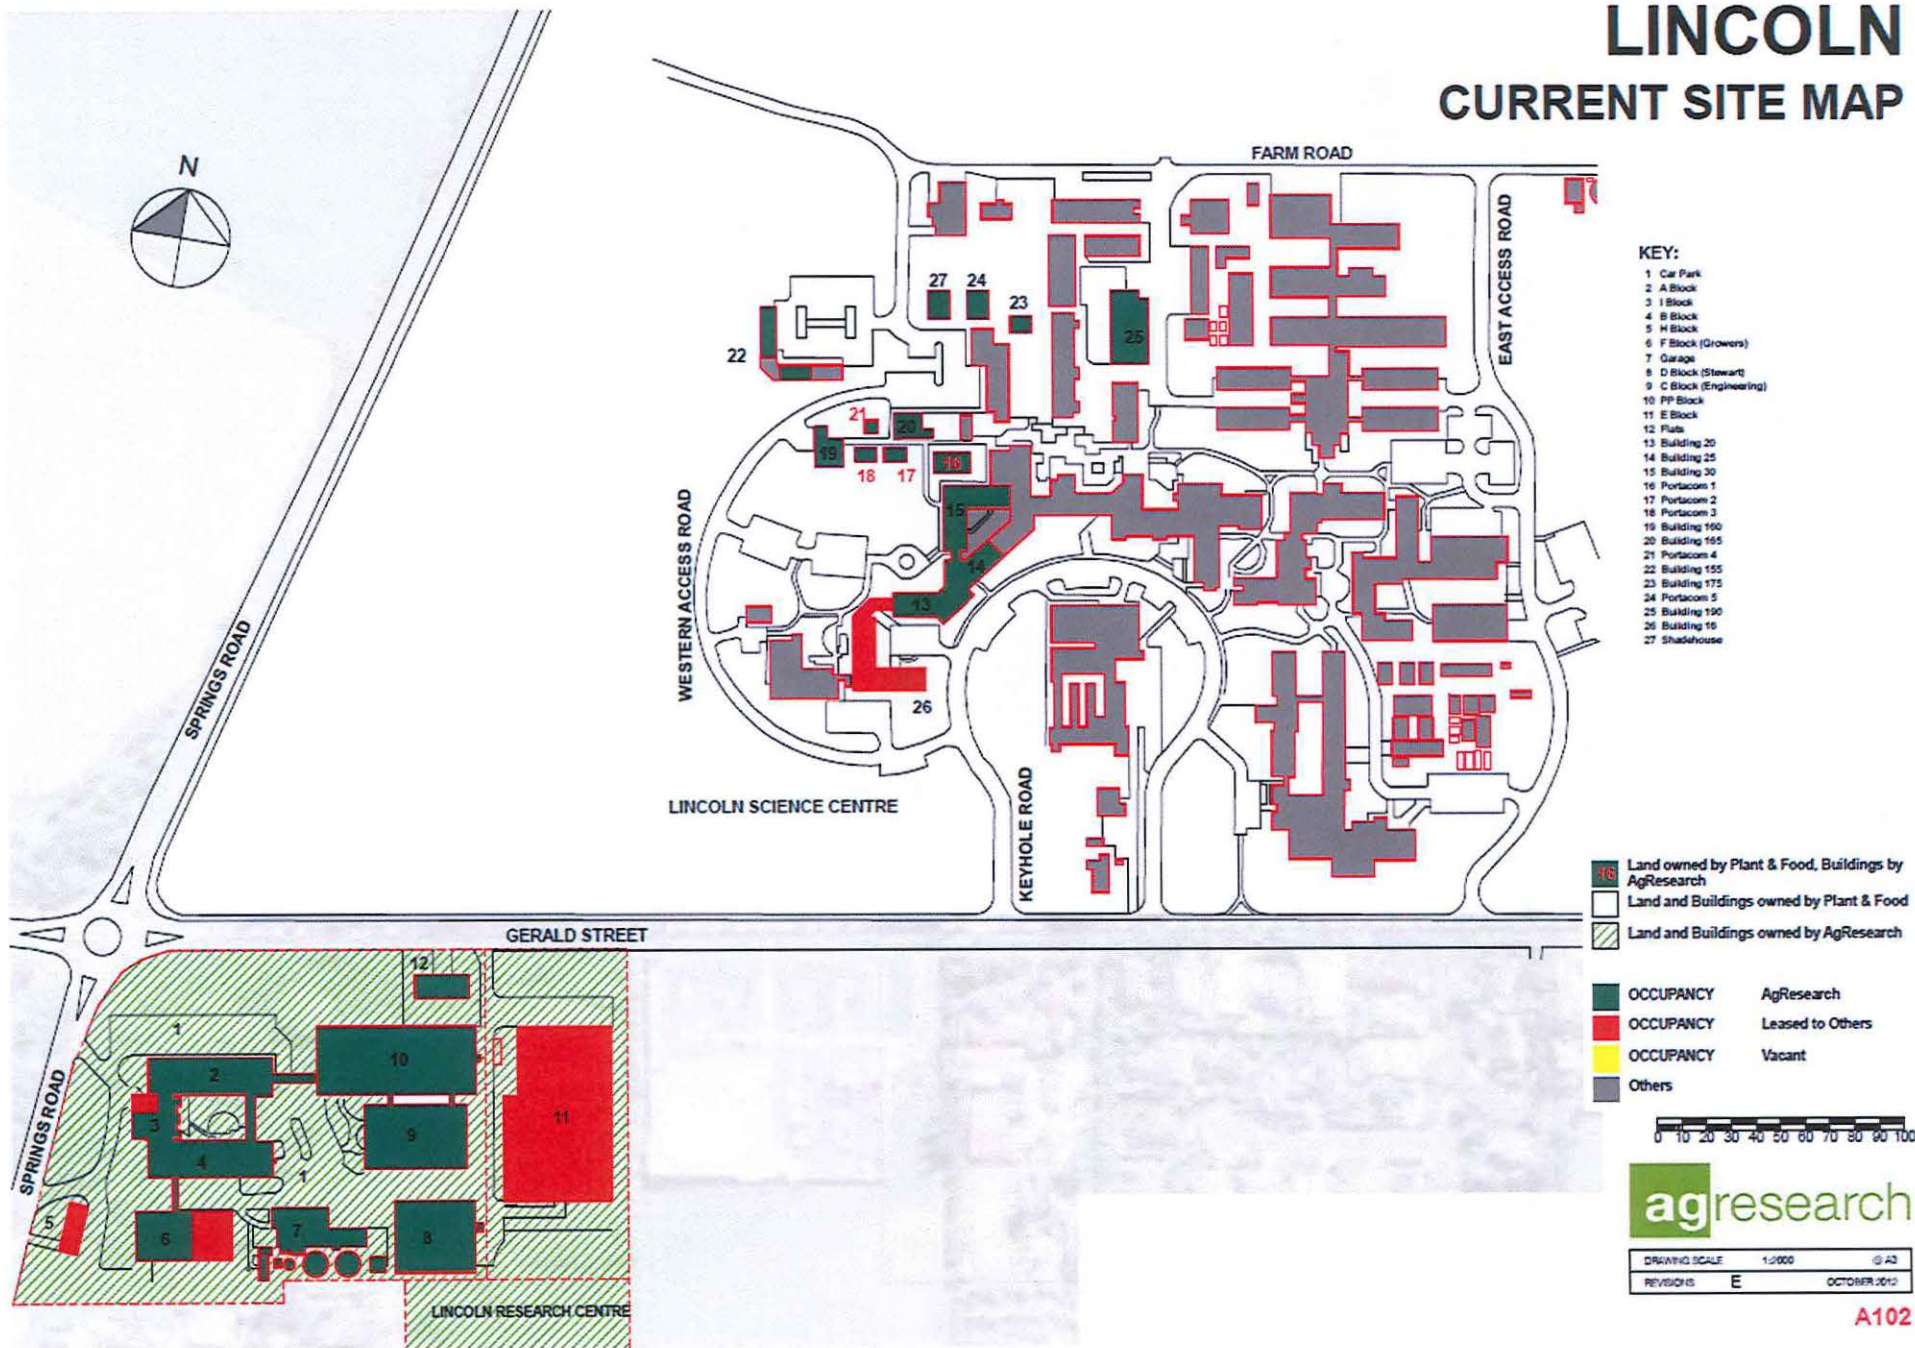 LINCOLN
CURRENT SITE MAP
N
FARM ROAD
EAST ACCESS ROAD
WESTERN ACCESS ROAD
SPRINGS ROAD
KEYHOLE ROAD
LINCOLN SCIENCE CENTRE
GERALD STREET
SPRINGS ROAD
LINCOLN RESEARCH CENTRE
27
24
23
25
22
21
20
19
18
17
16
15
14
13
26
12
1
2
10
3
9
11
4
1
5
6
7
8
KEY:
1 Car Park
2 A Block
3 I Block
4 B Block
5 H Block
6 F Block (Growers)
7 Garage
8 D Block (Stewart)
9 C Block (Engineering)
10 PP Block
11 E Block
12 Flats
13 Building 20
14 Building 25
15 Building 30
16 Portacom 1
17 Portacom 2
18 Portacom 3
19 Building 160
20 Building 165
21 Portacom 4
22 Building 155
23 Building 175
24 Portacom 5
25 Building 190
26 Building 16
27 Shadehouse
16 Land owned by Plant & Food, Buildings by
AgResearch
Land and Buildings owned by Plant & Food
Land and Buildings owned by AgResearch
OCCUPANCY AgResearch
OCCUPANCY Leased to Others
OCCUPANCY Vacant
Others
0 10 20 30 40 50 60 70 80 90 100
agresearch
DRAWING SCALE 1:2000 @ A3
REVISIONS E OCTOBER 2012
A102